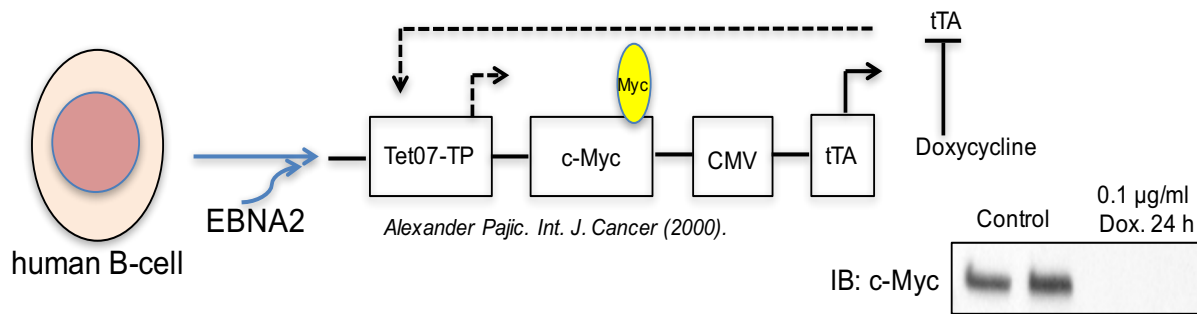 tTA
Myc
Tet07-TP
c-Myc
CMV
tTA
Doxycycline
EBNA2
Alexander Pajic. Int. J. Cancer (2000).
human B-cell
Control
0.1 µg/ml
Dox. 24 h
IB: c-Myc